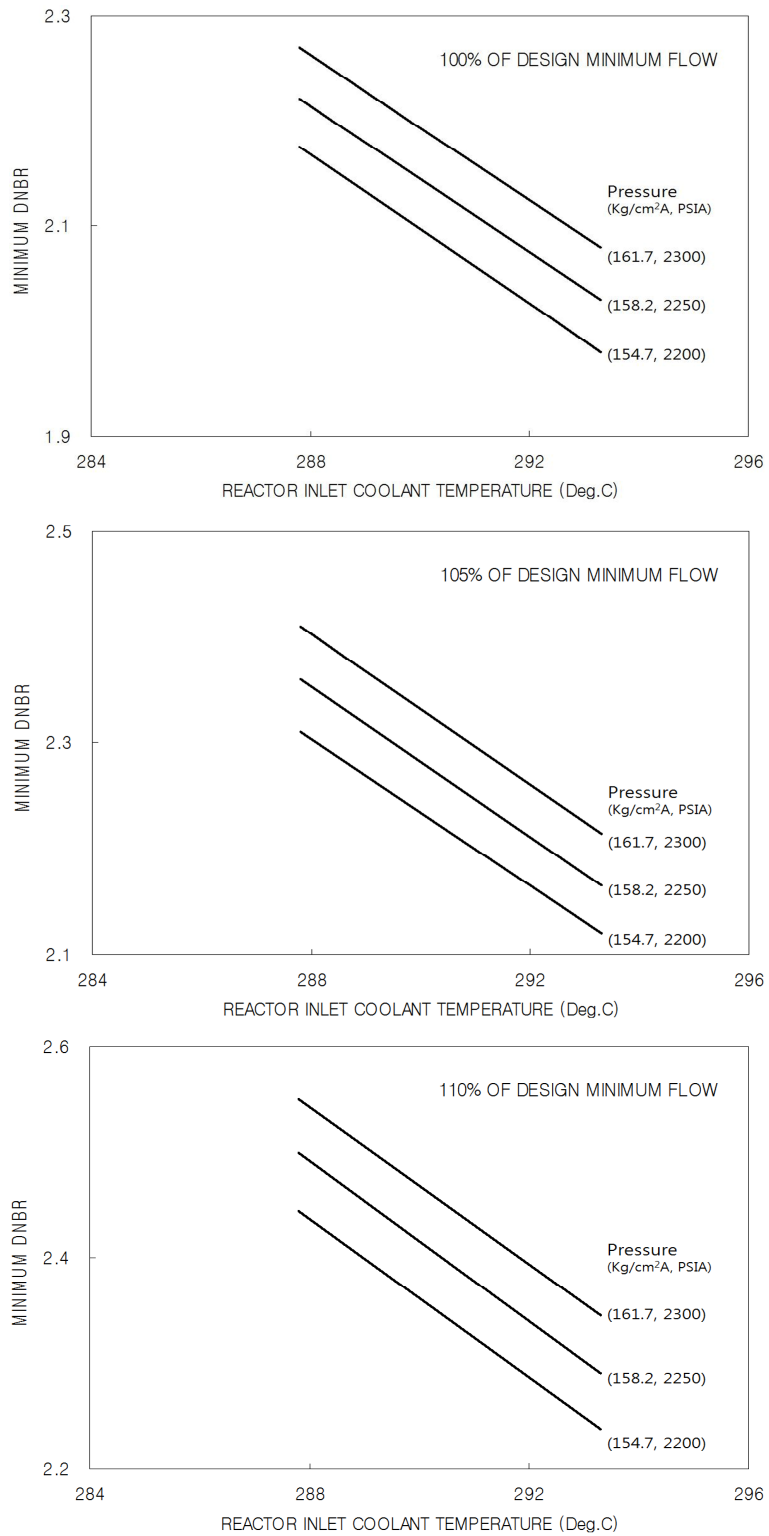 2.3
100% OF DESIGN MINIMUM FLOW
MINIMUM DNBR
Pressure
(Kg/cm²A, PSIA)
2.1
(161.7, 2300)
(158.2, 2250)
(154.7, 2200)
1.9
284 288 292 296
REACTOR INLET COOLANT TEMPERATURE (Deg.C)
2.5
105% OF DESIGN MINIMUM FLOW
MINIMUM DNBR
2.3
Pressure
(Kg/cm²A, PSIA)
(161.7, 2300)
(158.2, 2250)
(154.7, 2200)
2.1
284 288 292 296
REACTOR INLET COOLANT TEMPERATURE (Deg.C)
2.6
110% OF DESIGN MINIMUM FLOW
MINIMUM DNBR
2.4
Pressure
(Kg/cm²A, PSIA)
(161.7, 2300)
(158.2, 2250)
(154.7, 2200)
2.2
284 288 292 296
REACTOR INLET COOLANT TEMPERATURE (Deg.C)